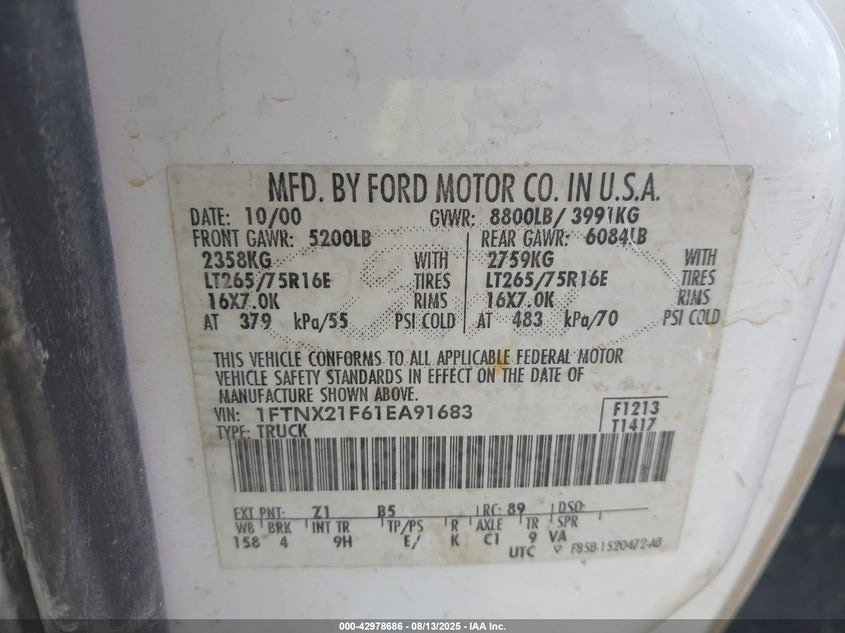 MFD. BY FORD MOTOR CO. IN U.S.A.
DATE: 10/00 GVWR: 8800LB/ 3991KG
FRONT GAWR: 5200LB REAR GAWR: 6084LB
2358KG WITH 2759KG WITH
LT265/75R16E TIRES LT265/75R16E TIRES
16X7.0K RIMS 16X7.0K RIMS
AT 379 kPa/55 PSI COLD AT 483 kPa/70 PSI COLD
THIS VEHICLE CONFORMS TO ALL APPLICABLE FEDERAL MOTOR
VEHICLE SAFETY STANDARDS IN EFFECT ON THE DATE OF
MANUFACTURE SHOWN ABOVE.
VIN: 1FTNX21F61EA91683 F1213
TYPE: TRUCK T1417
EXT PNT: Z1 B5 RC: 89 DSO:
WB BRK INT TR TP/PS R AXLE TR SPR
158 4 9H E/ K C1 9 VA
UTC F85B-1520472-AB
000-42978686 - 08/13/2025 - IAA Inc.